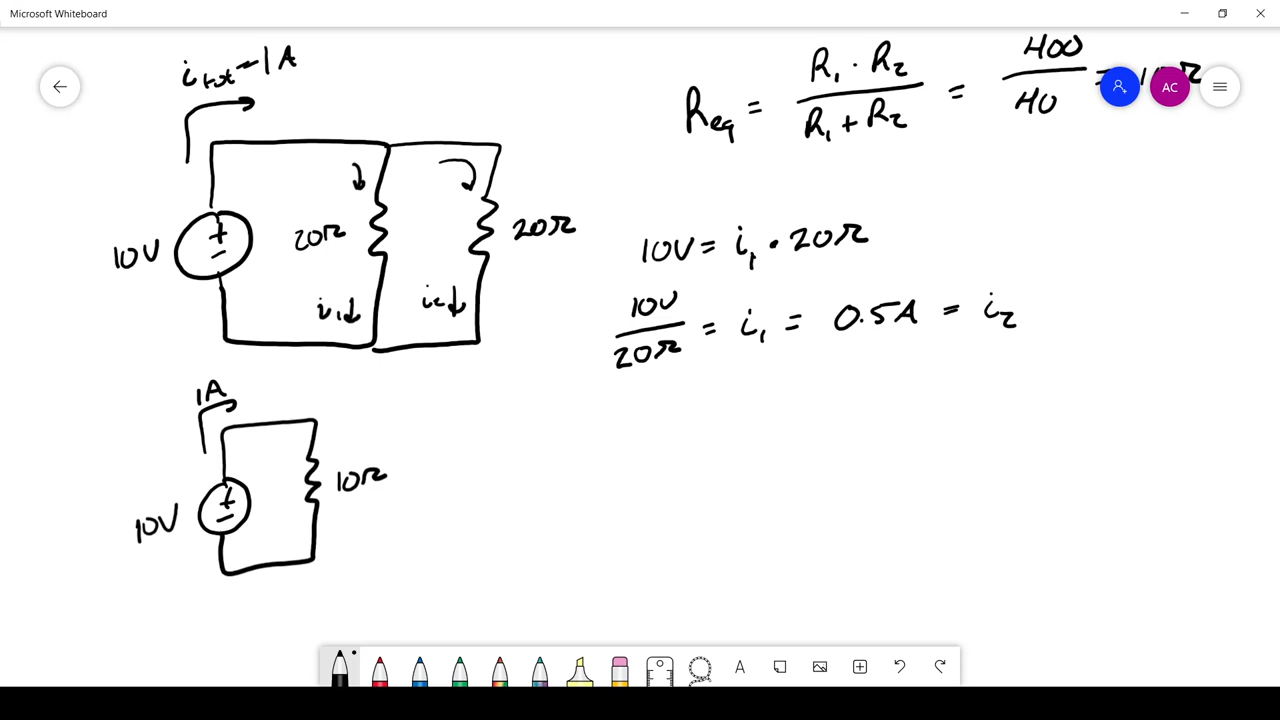 Microsoft Whiteboard
i tot = 1A
10V
20Ω
20Ω
i₁
i₂
1A
10V
10Ω
Req = R₁ · R₂ / R₁ + R₂ = 400 / 40 =
AC
10V = i₁ · 20Ω
10V / 20Ω = i₁ = 0.5A = i₂
A